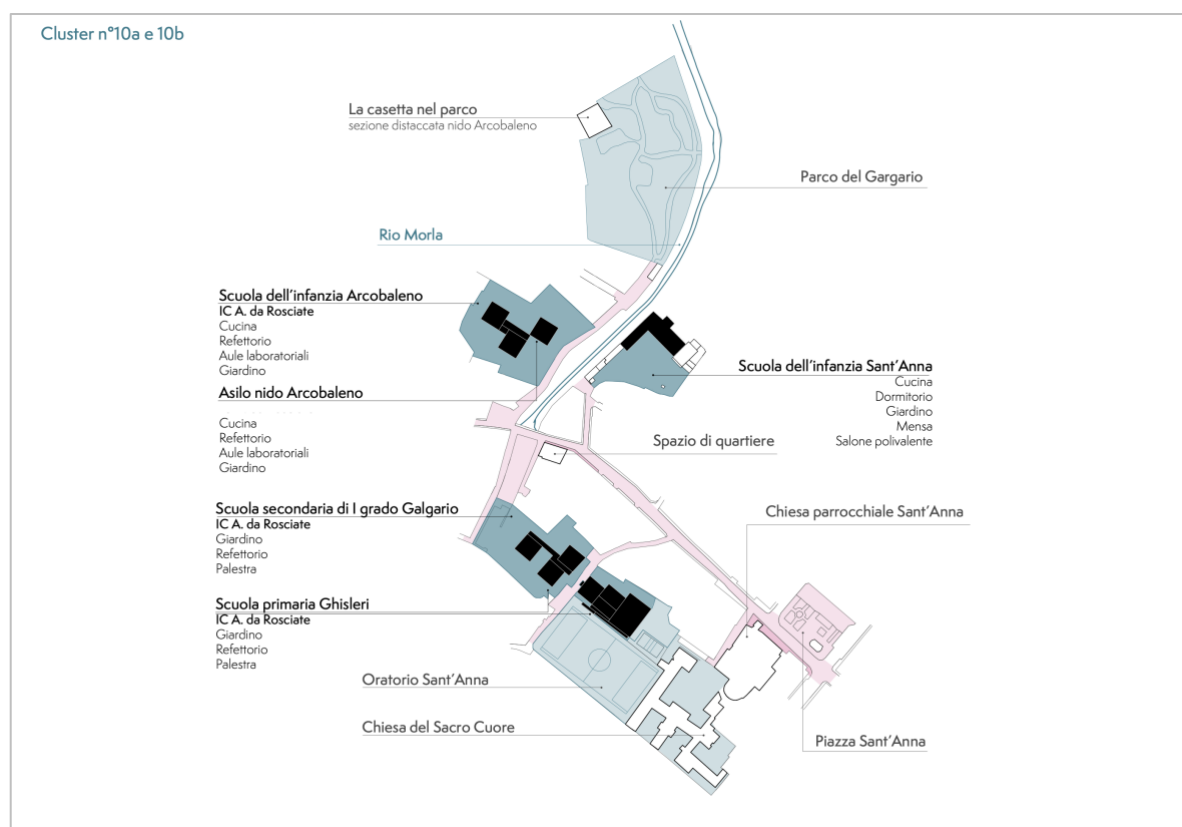 Cluster n°10a e 10b
La casetta nel parco
sezione distaccata nido Arcobaleno
Parco del Gargario
Rio Morla
Scuola dell'infanzia Arcobaleno
IC A. da Rosciate
Cucina
Refettorio
Aule laboratoriali
Giardino
Scuola dell'infanzia Sant'Anna
Cucina
Dormitorio
Giardino
Mensa
Salone polivalente
Asilo nido Arcobaleno
Cucina
Refettorio
Aule laboratoriali
Giardino
Spazio di quartiere
Scuola secondaria di I grado Galgario
IC A. da Rosciate
Giardino
Refettorio
Palestra
Chiesa parrocchiale Sant'Anna
Scuola primaria Ghisleri
IC A. da Rosciate
Giardino
Refettorio
Palestra
Oratorio Sant'Anna
Chiesa del Sacro Cuore
Piazza Sant'Anna